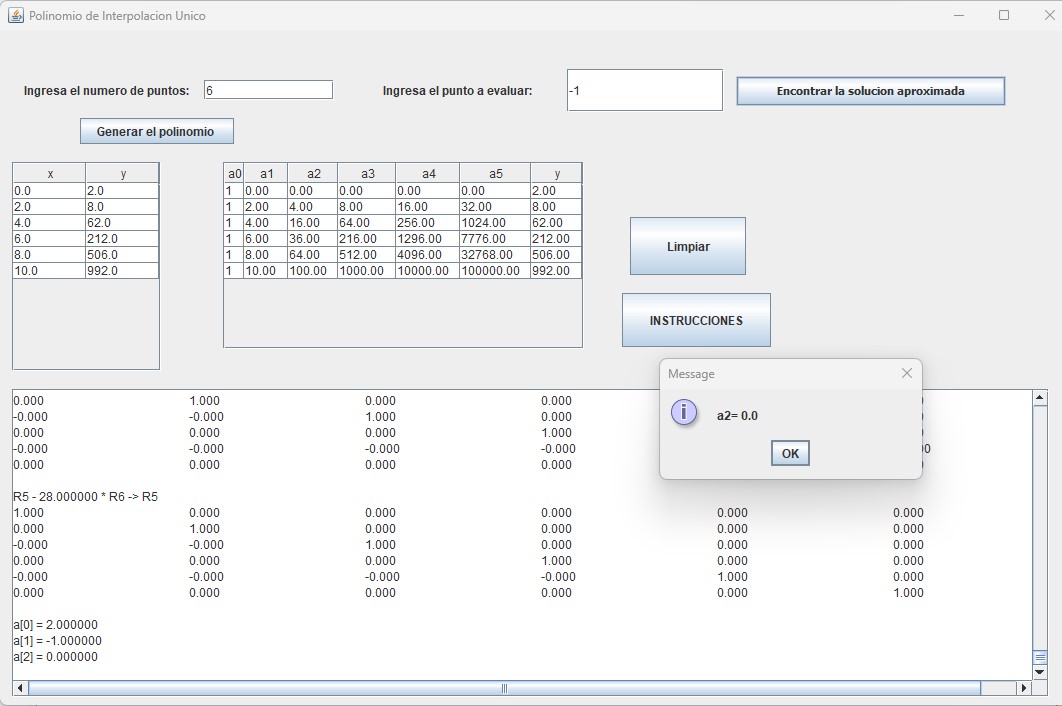 Polinomio de Interpolacion Unico
Ingresa el numero de puntos: 6 Ingresa el punto a evaluar: -1 Encontrar la solucion aproximada
Generar el polinomio
x y
0.0 2.0
2.0 8.0
4.0 62.0
6.0 212.0
8.0 506.0
10.0 992.0
a0 a1 a2 a3 a4 a5 y
1 0.00 0.00 0.00 0.00 0.00 2.00
1 2.00 4.00 8.00 16.00 32.00 8.00
1 4.00 16.00 64.00 256.00 1024.00 62.00
1 6.00 36.00 216.00 1296.00 7776.00 212.00
1 8.00 64.00 512.00 4096.00 32768.00 506.00
1 10.00 100.00 1000.00 10000.00 100000.00 992.00
Limpiar
INSTRUCCIONES
Message
a2= 0.0
OK
0.000 1.000 0.000 0.000
-0.000 -0.000 1.000 0.000
0.000 0.000 0.000 1.000
-0.000 -0.000 -0.000 -0.000
0.000 0.000 0.000 0.000
R5 - 28.000000 * R6 -> R5
1.000 0.000 0.000 0.000 0.000 0.000
0.000 1.000 0.000 0.000 0.000 0.000
-0.000 -0.000 1.000 0.000 0.000 0.000
0.000 0.000 0.000 1.000 0.000 0.000
-0.000 -0.000 -0.000 -0.000 1.000 0.000
0.000 0.000 0.000 0.000 0.000 1.000
a[0] = 2.000000
a[1] = -1.000000
a[2] = 0.000000